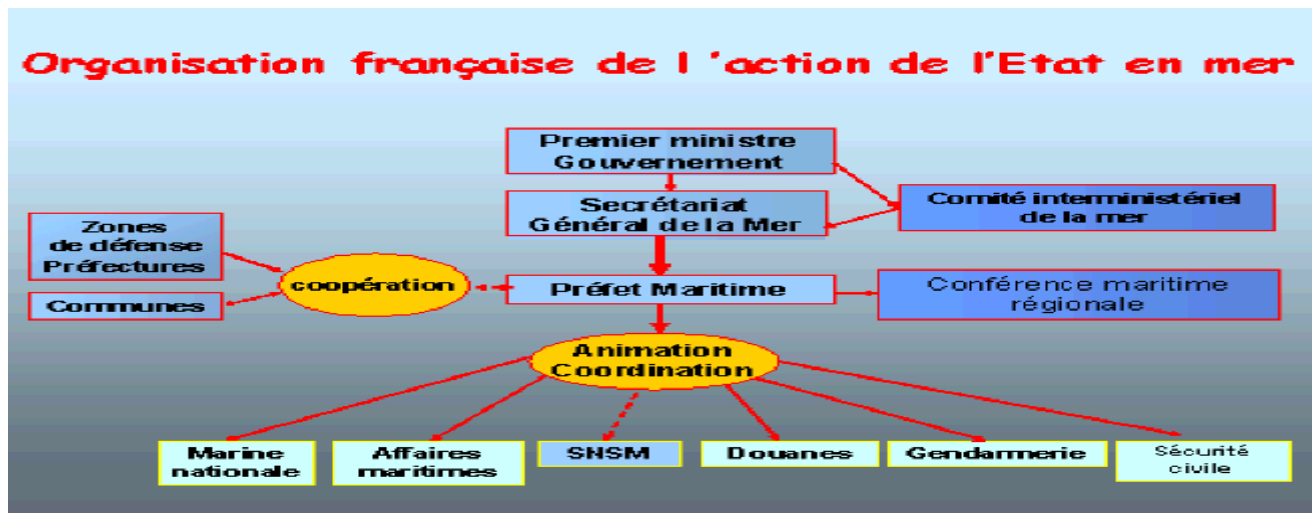 Organisation française de l 'action de l'Etat en mer
Premier ministre
Gouvernement
Secrétariat
Général de la Mer
Comité interministériel
de la mer
Zones
de défense
Préfectures
Communes
coopération
Préfet Maritime
Conférence maritime
régionale
Animation
Coordination
Marine
nationale
Affaires
maritimes
SNSM
Douanes
Gendarmerie
Sécurité
civile